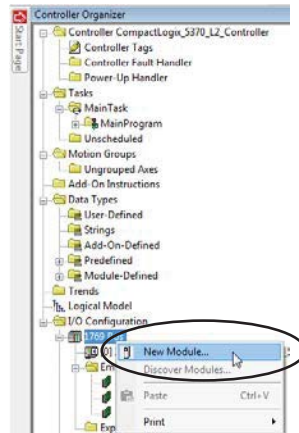 Controller Organizer
Start Page
Controller CompactLogix_5370_L2_Controller
Controller Tags
Controller Fault Handler
Power-Up Handler
Tasks
MainTask
MainProgram
Unscheduled
Motion Groups
Ungrouped Axes
Add-On Instructions
Data Types
User-Defined
Strings
Add-On-Defined
Predefined
Module-Defined
Trends
Logical Model
I/O Configuration
1769
[0]
New Module...
Discover Modules...
Paste Ctrl+V
Print